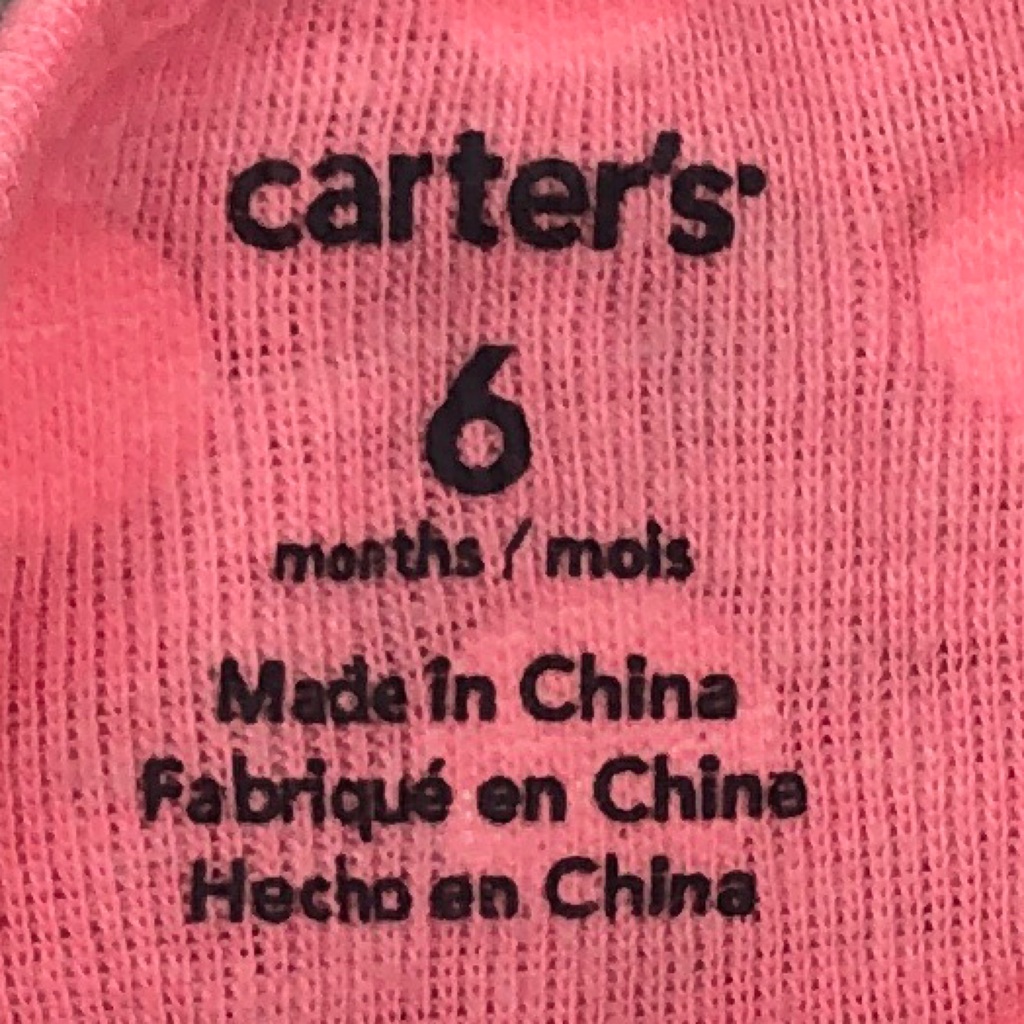 carter's
6
months / mois
Made in China
Fabriqué en Chine
Hecho en China